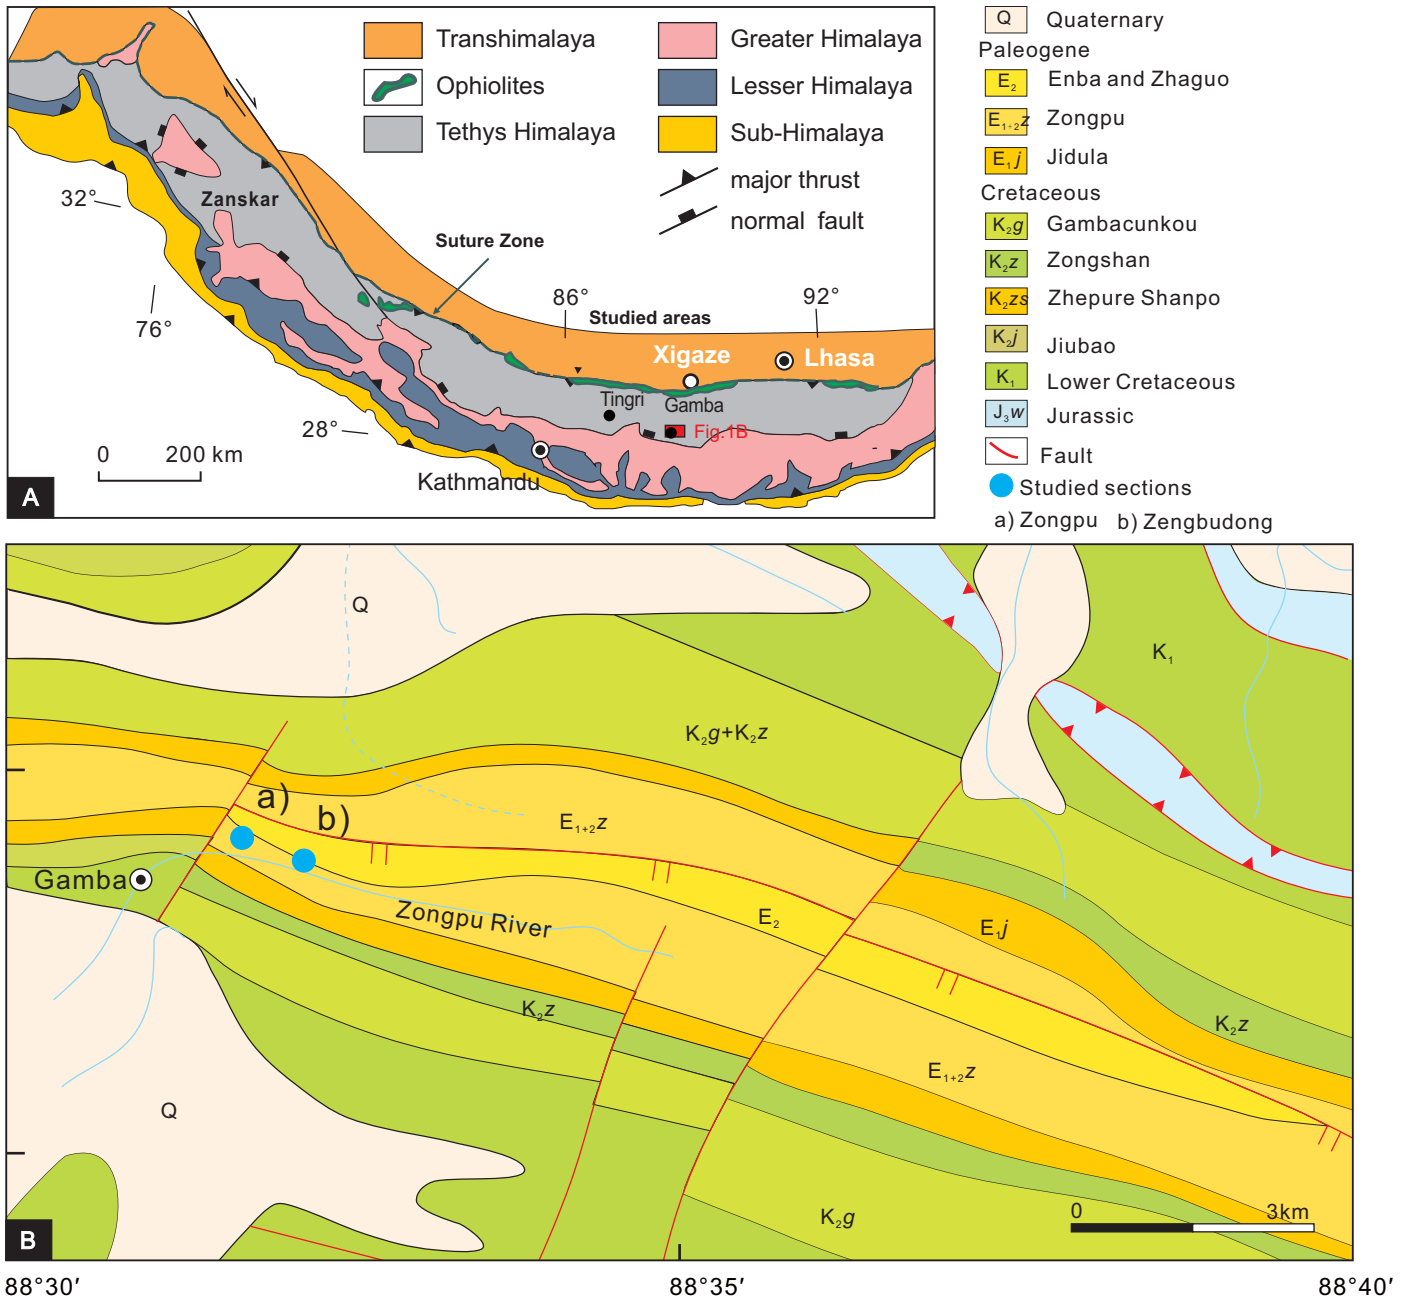 Transhimalaya
Ophiolites
Tethys Himalaya
Greater Himalaya
Lesser Himalaya
Sub-Himalaya
major thrust
normal fault
32°
Zanskar
Suture Zone
76°
86°
92°
Studied areas
Xigaze
Lhasa
Tingri
Gamba
Fig.1B
28°
0 200 km
Kathmandu
A
Q Quaternary
Paleogene
E2 Enba and Zhaguo
E1+2z Zongpu
E1j Jidula
Cretaceous
K2g Gambacunkou
K2z Zongshan
K2zs Zhepure Shanpo
K2j Jiubao
K1 Lower Cretaceous
J3w Jurassic
Fault
Studied sections
a) Zongpu b) Zengbudong
Q
K1
K2g+K2z
a)
b)
E1+2z
Gamba
Zongpu River
E2
E1j
K2z
K2z
E1+2z
Q
K2g
0 3km
B
88°30′ 88°35′ 88°40′